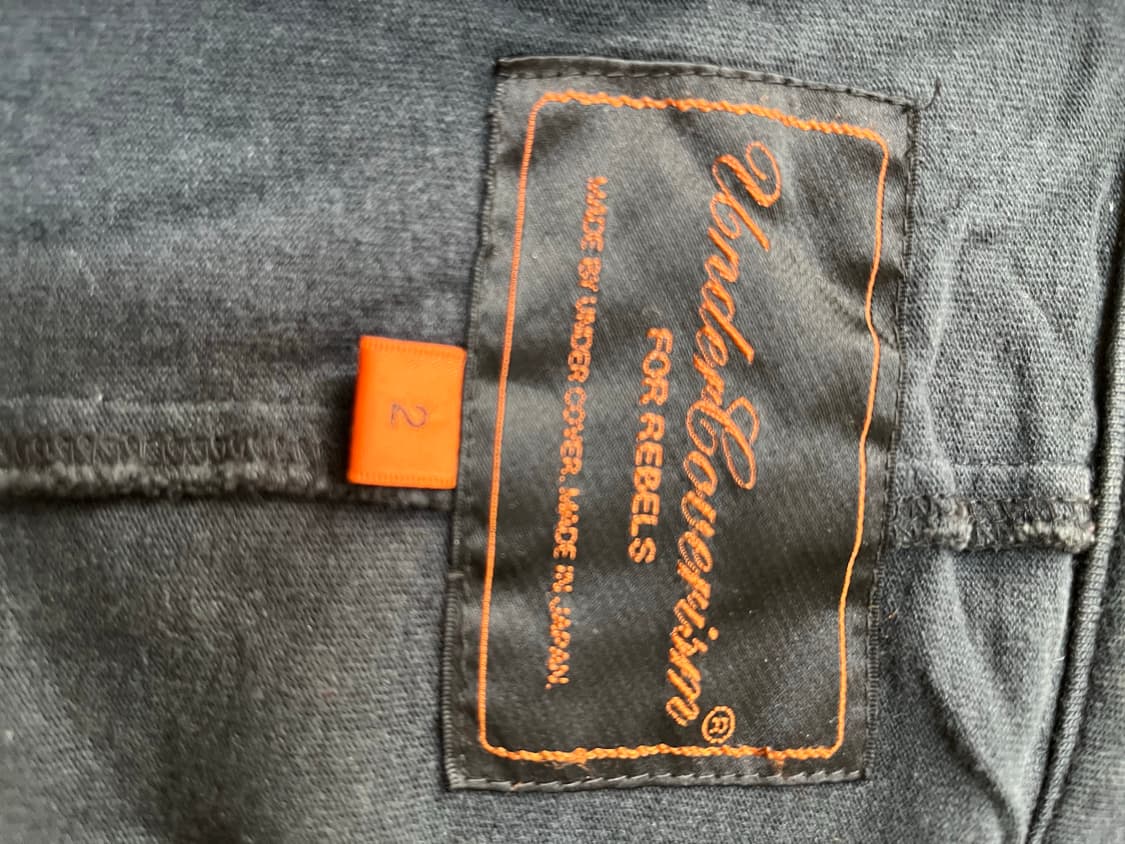 UnderCoverism®
FOR REBELS
MADE BY UNDER COVER. MADE IN JAPAN.
2